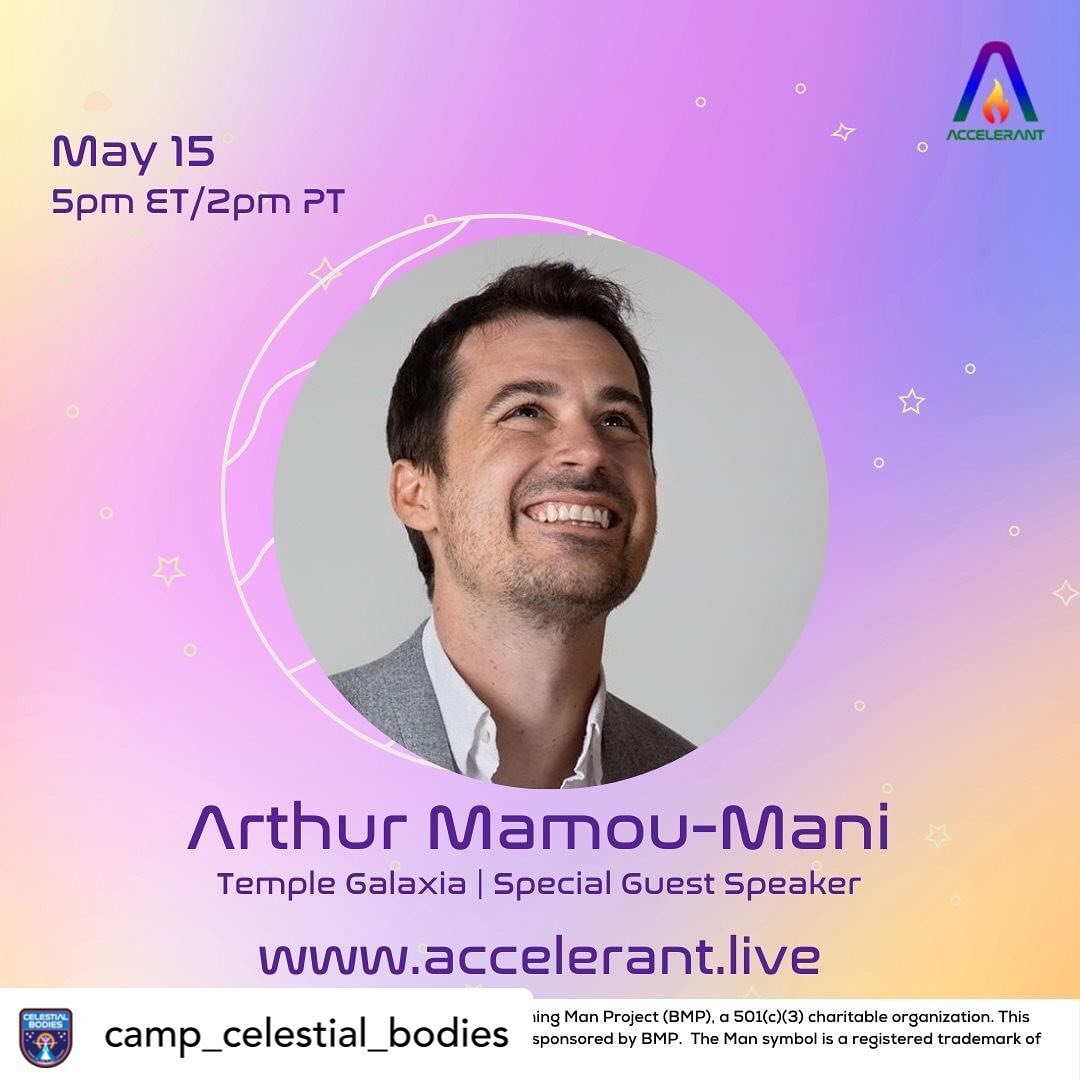 May 15
5pm ET/2pm PT
ACCELERANT
Arthur Mamou-Mani
Temple Galaxia | Special Guest Speaker
www.accelerant.live
CELESTIAL
BODIES
camp_celestial_bodies
ning Man Project (BMP), a 501(c)(3) charitable organization. This
sponsored by BMP. The Man symbol is a registered trademark of